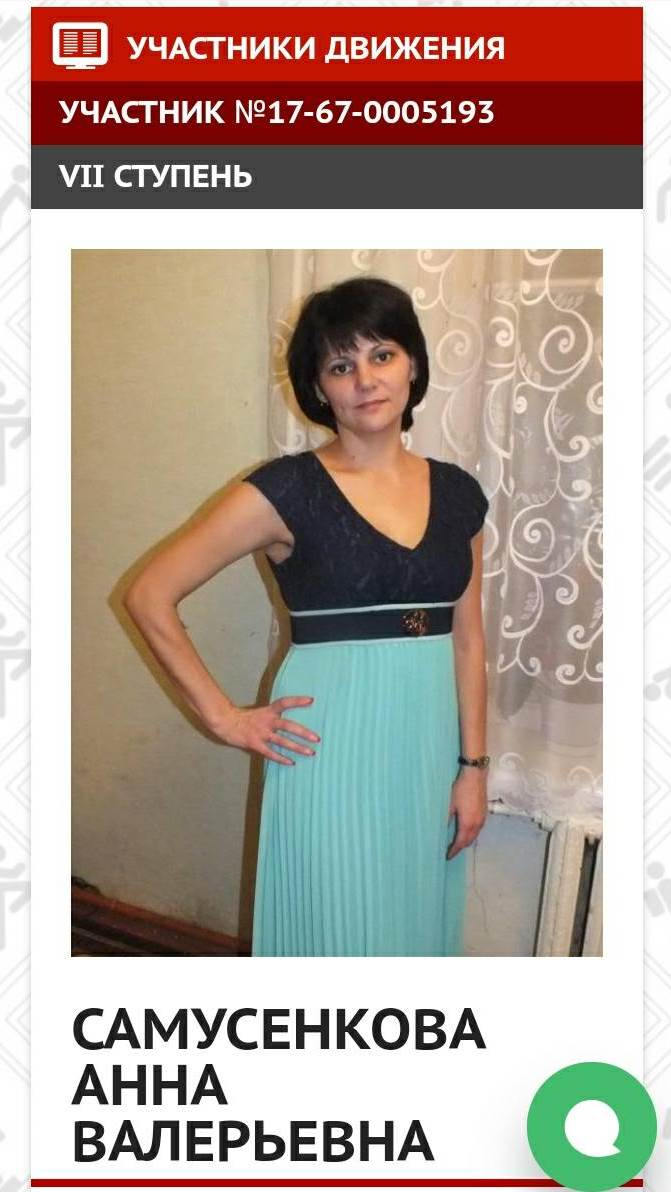 УЧАСТНИКИ ДВИЖЕНИЯ
УЧАСТНИК №17-67-0005193
VII СТУПЕНЬ
САМУСЕНКОВА
АННА
ВАЛЕРЬЕВНА